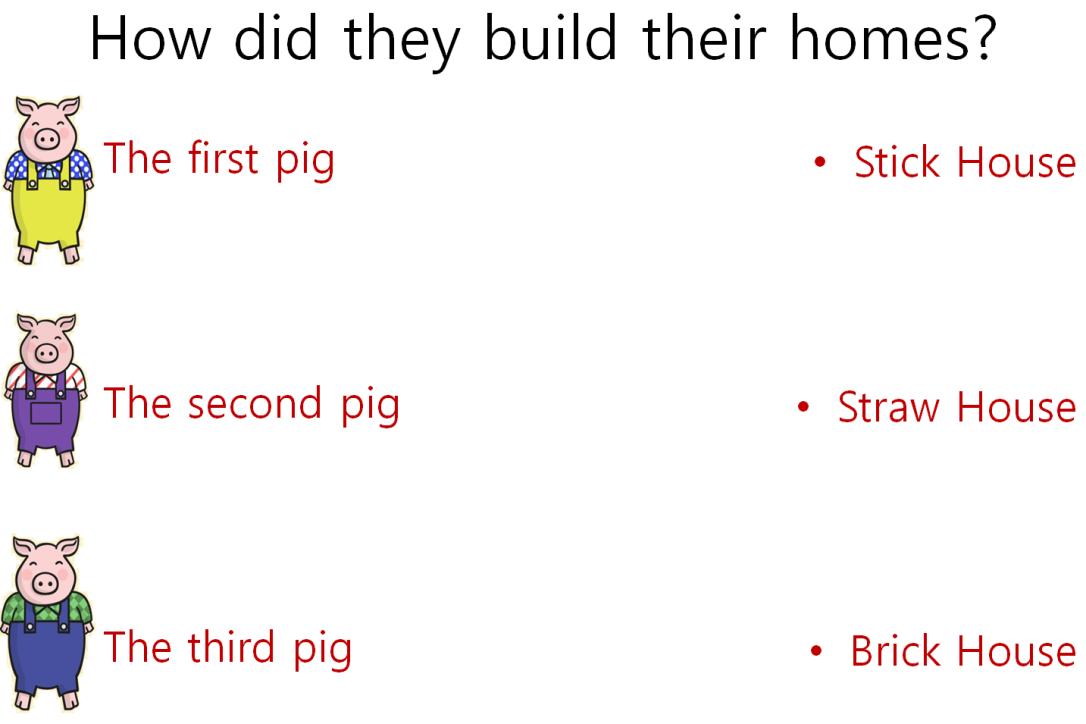 How did they build their homes?
The first pig
• Stick House
The second pig
• Straw House
The third pig
• Brick House